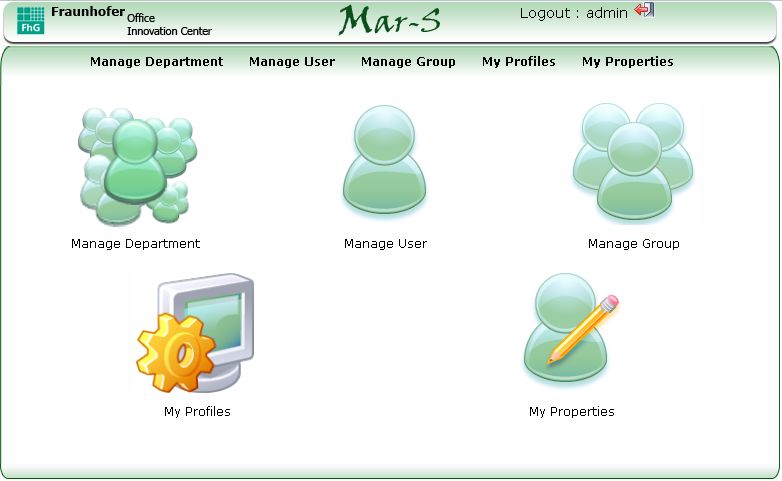 FhG
Fraunhofer
Office
Innovation Center
Mar-S
Logout : admin
Manage Department Manage User Manage Group My Profiles My Properties
Manage Department Manage User Manage Group
My Profiles My Properties